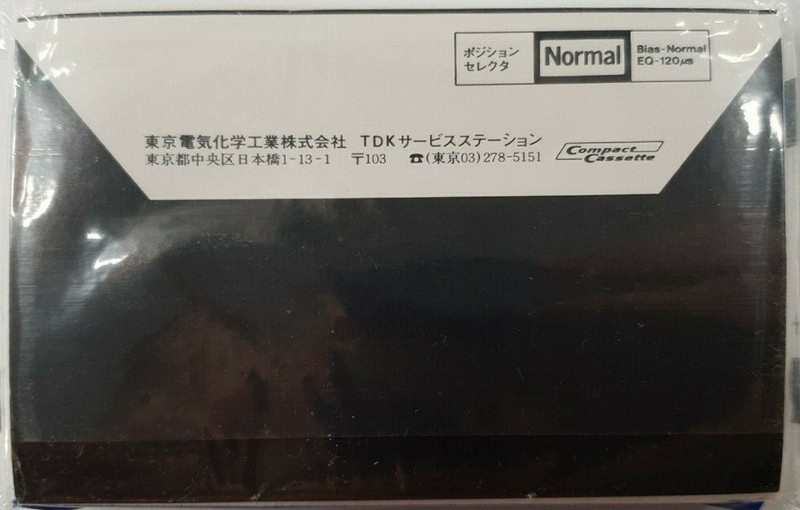 ポジション
セレクタ
Normal
Bias-Normal
EQ-120μs
東京電気化学工業株式会社 TDKサービスステーション
東京都中央区日本橋1-13-1 〒103 ☎(東京03)278-5151
Compact
Cassette